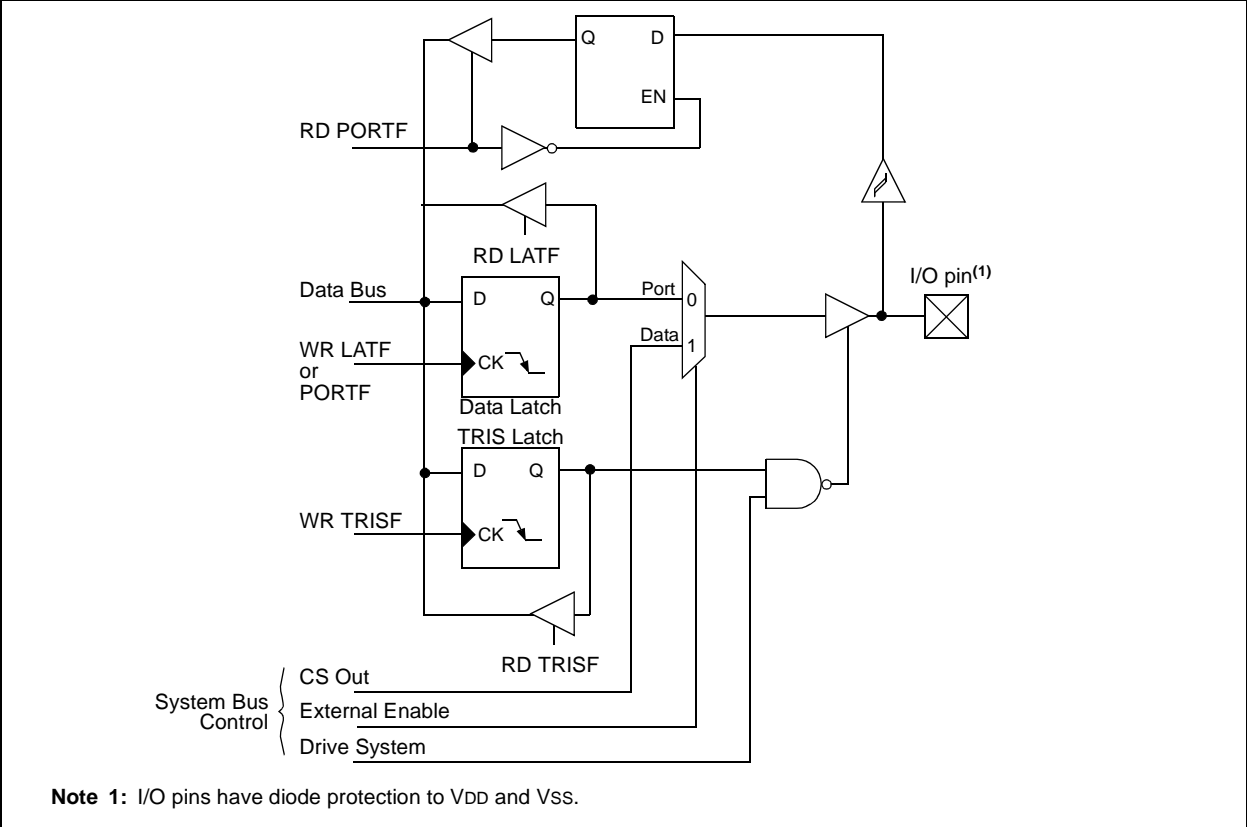 Q D
EN
RD PORTF
RD LATF
I/O pin(1)
Data Bus
D Q
Port 0
Data 1
WR LATF
or
PORTF
CK
Data Latch
TRIS Latch
D Q
WR TRISF
CK
RD TRISF
System Bus
Control
CS Out
External Enable
Drive System
Note 1: I/O pins have diode protection to VDD and VSS.